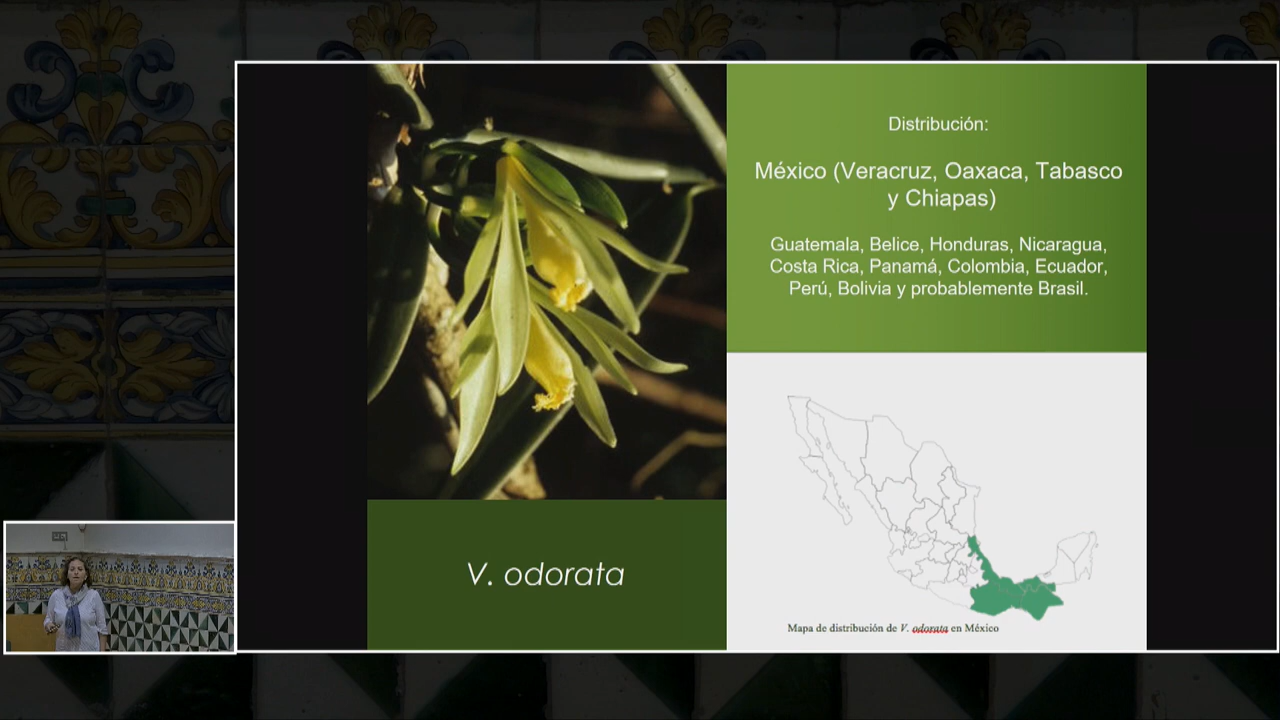 Distribución:
México (Veracruz, Oaxaca, Tabasco
y Chiapas)
Guatemala, Belice, Honduras, Nicaragua,
Costa Rica, Panamá, Colombia, Ecuador,
Perú, Bolivia y probablemente Brasil.
V. odorata
Mapa de distribución de V. odorata en México